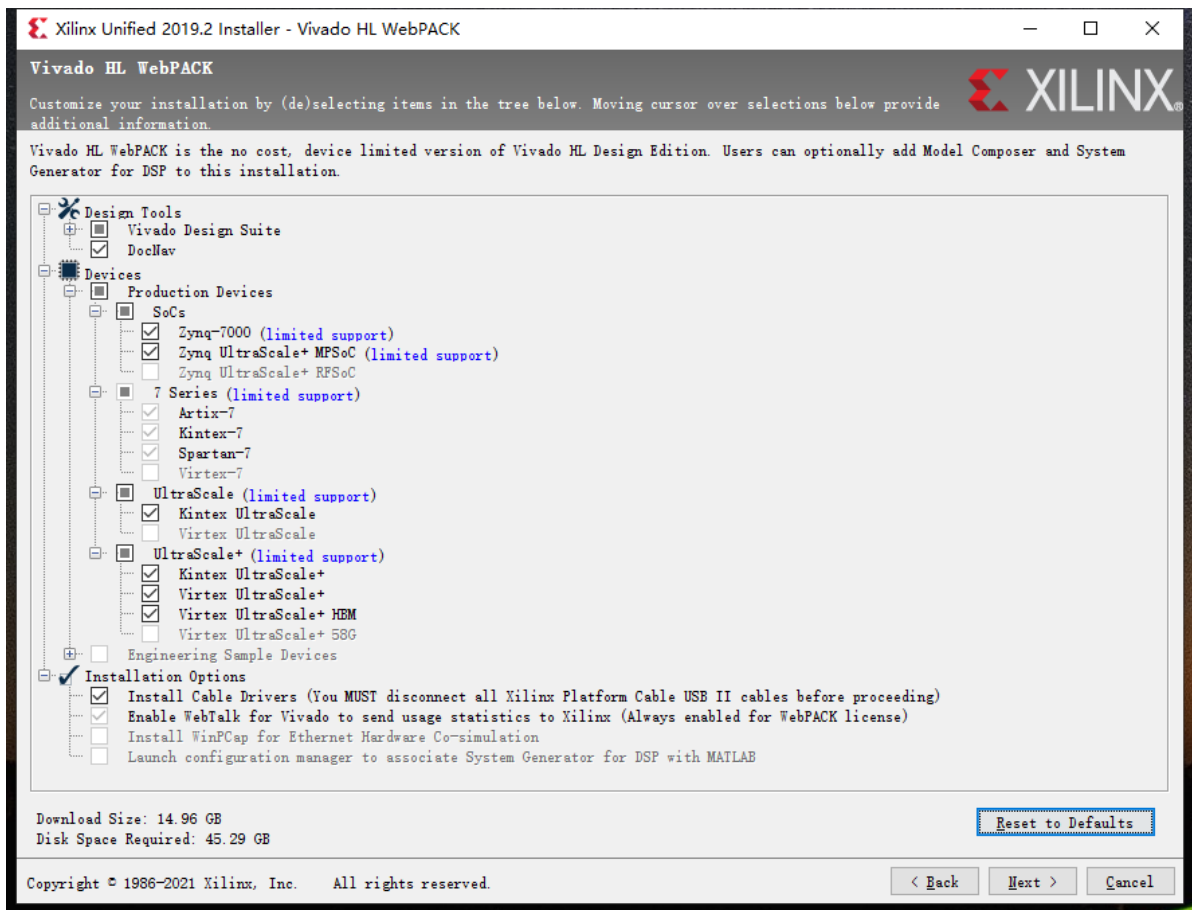 Xilinx Unified 2019.2 Installer - Vivado HL WebPACK
Vivado HL WebPACK
XILINX®
Customize your installation by (de)selecting items in the tree below. Moving cursor over selections below provide
additional information.
Vivado HL WebPACK is the no cost, device limited version of Vivado HL Design Edition. Users can optionally add Model Composer and System
Generator for DSP to this installation.
Design Tools
Vivado Design Suite
DocNav
Devices
Production Devices
SoCs
Zynq-7000 (limited support)
Zynq UltraScale+ MPSoC (limited support)
Zynq UltraScale+ RFSoC
7 Series (limited support)
Artix-7
Kintex-7
Spartan-7
Virtex-7
UltraScale (limited support)
Kintex UltraScale
Virtex UltraScale
UltraScale+ (limited support)
Kintex UltraScale+
Virtex UltraScale+
Virtex UltraScale+ HBM
Virtex UltraScale+ 58G
Engineering Sample Devices
Installation Options
Install Cable Drivers (You MUST disconnect all Xilinx Platform Cable USB II cables before proceeding)
Enable WebTalk for Vivado to send usage statistics to Xilinx (Always enabled for WebPACK license)
Install WinPCap for Ethernet Hardware Co-simulation
Launch configuration manager to associate System Generator for DSP with MATLAB
Download Size: 14.96 GB
Disk Space Required: 45.29 GB
Reset to Defaults
Copyright © 1986-2021 Xilinx, Inc. All rights reserved.
< Back
Next >
Cancel